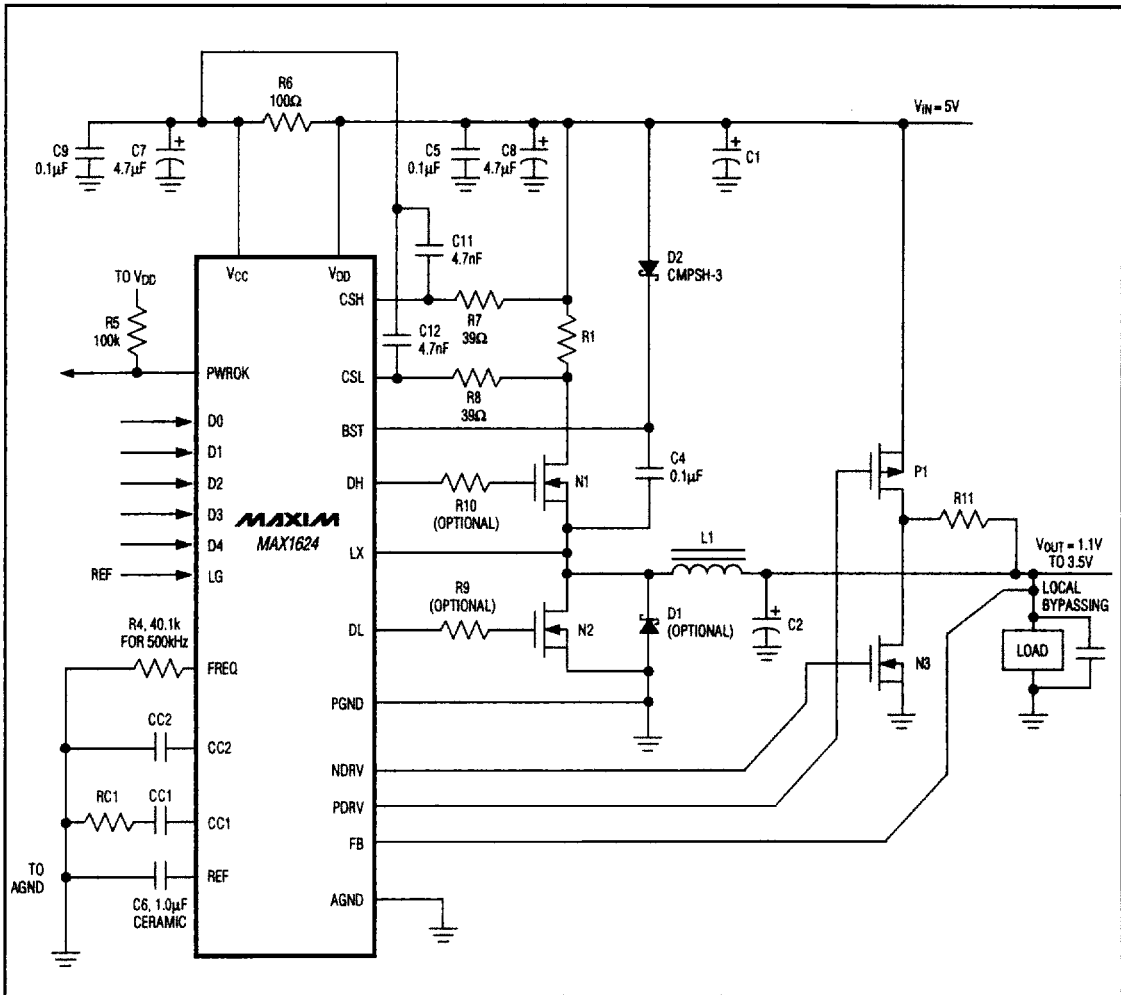 R6
100Ω
VIN = 5V
C9
0.1µF
C7
4.7µF
+
C5
0.1µF
C8
4.7µF
+
+
C1
C11
4.7nF
D2
CMPSH-3
TO VDD
VCC
VDD
R5
100k
CSH
R7
39Ω
R1
C12
4.7nF
PWROK
CSL
R8
39Ω
D0
BST
D1
C4
0.1µF
D2
DH
N1
P1
R10
(OPTIONAL)
R11
D3
MAXIM
MAX1624
D4
LX
L1
VOUT = 1.1V
TO 3.5V
REF
LG
R9
(OPTIONAL)
LOCAL
BYPASSING
R4, 40.1k
FOR 500kHz
DL
N2
D1
(OPTIONAL)
+
C2
LOAD
FREQ
N3
PGND
CC2
CC2
NDRV
RC1
CC1
CC1
PDRV
FB
TO
AGND
REF
C6, 1.0µF
CERAMIC
AGND